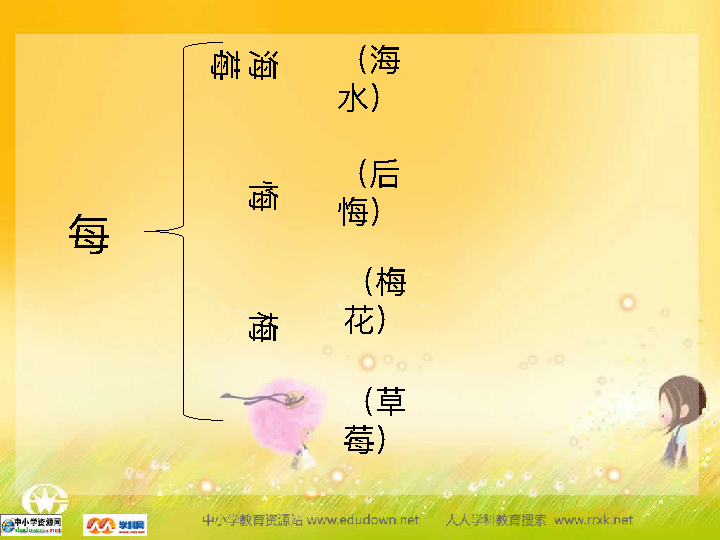 每
海
莓
悔
梅
（海
水）
（后
悔）
（梅
花）
（草
莓）
中小学资源网
学科网
中小学教育资源站 www.edudown.net 人人学科教育搜索 www.rrxk.net